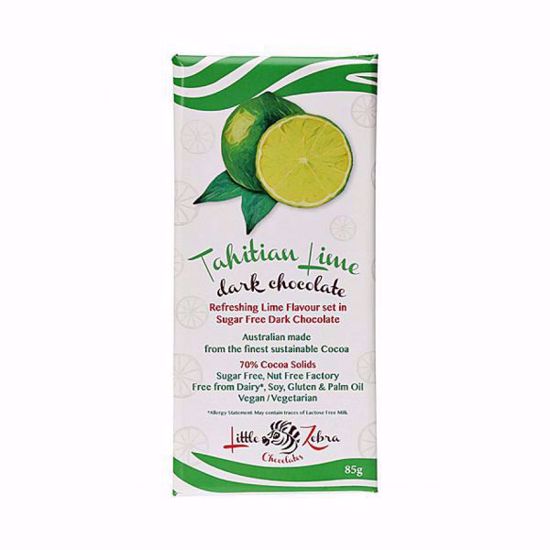 Tahitian Lime
dark chocolate
Refreshing Lime Flavour set in
Sugar Free Dark Chocolate
Australian made
from the finest sustainable Cocoa
70% Cocoa Solids
Sugar Free, Nut Free Factory
Free from Dairy*, Soy, Gluten & Palm Oil
Vegan / Vegetarian
*Allergy Statement May contain traces of Lactose Free Milk.
Little Zebra
Chocolates
85g